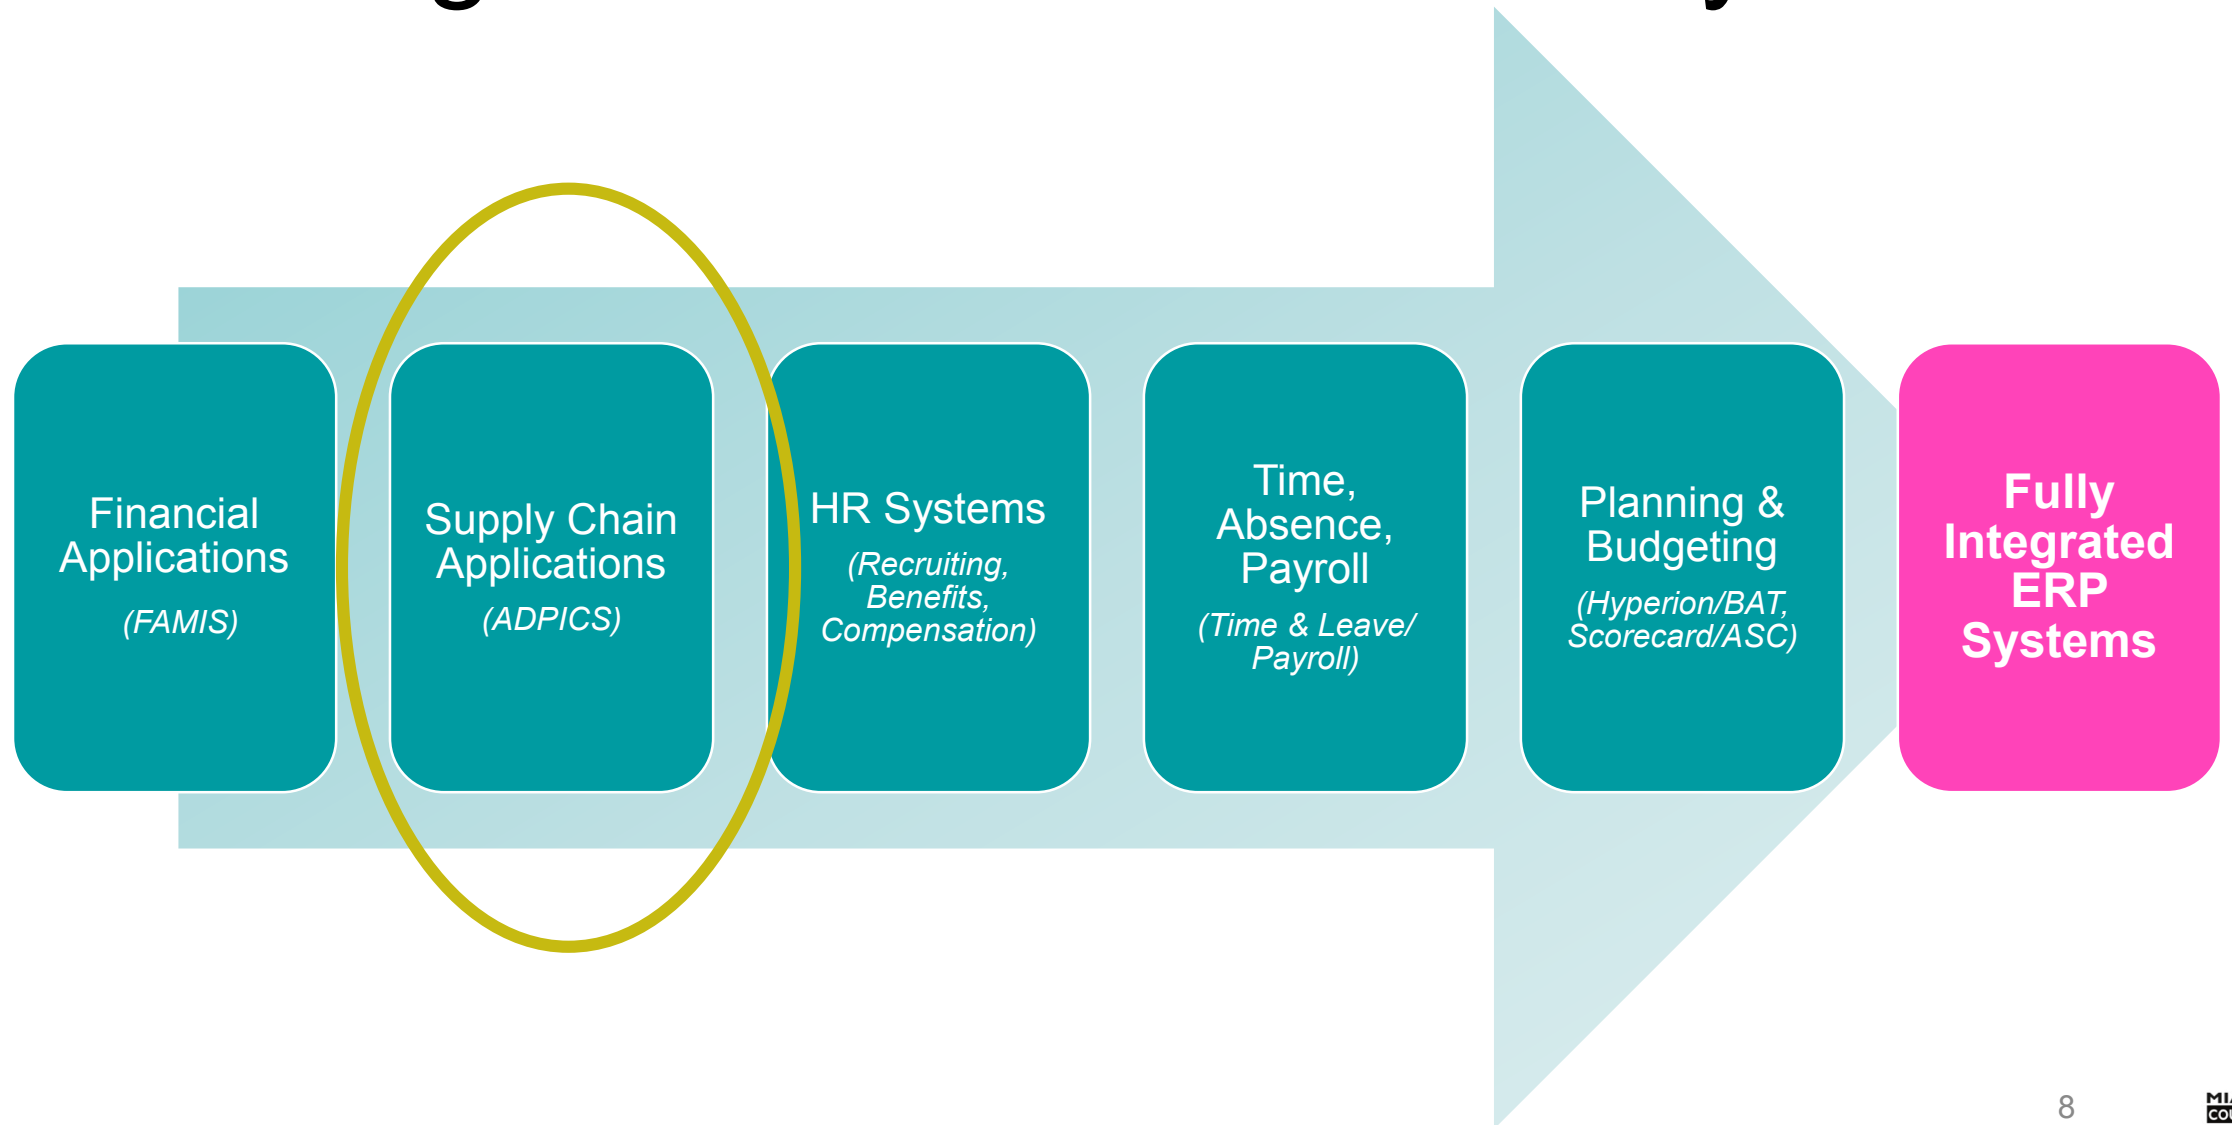 Financial
Applications
(FAMIS)
Supply Chain
Applications
(ADPICS)
HR Systems
(Recruiting,
Benefits,
Compensation)
Time,
Absence,
Payroll
(Time & Leave/
Payroll)
Planning &
Budgeting
(Hyperion/BAT,
Scorecard/ASC)
Fully
Integrated
ERP
Systems
8